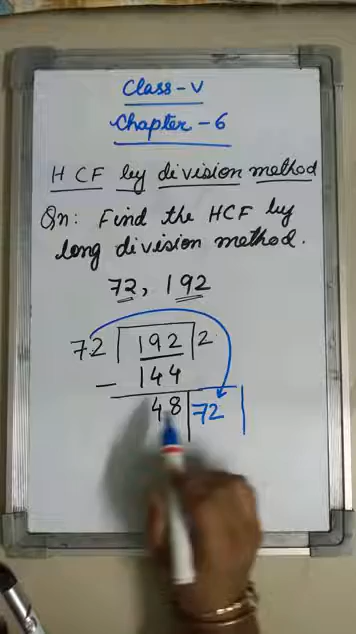 Class-V
Chapter-6
HCF by division method
Qn: Find the HCF by
long division method.
72, 192
72 192 2
- 144
48 72